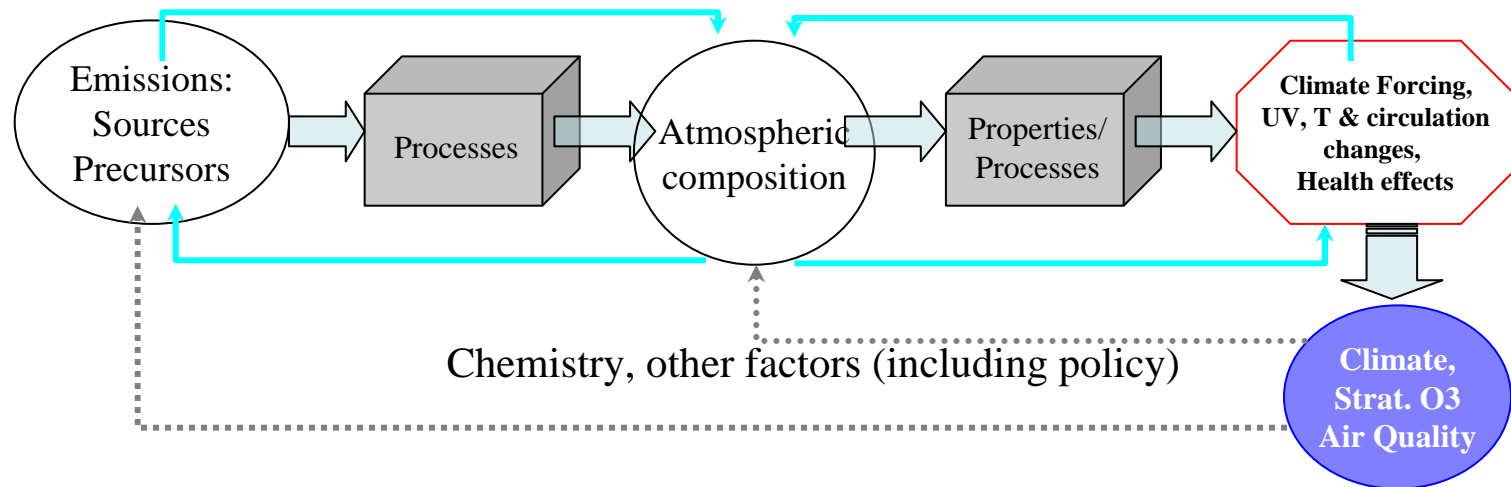 Emissions:
Sources
Precursors
Processes
Atmospheric
composition
Properties/
Processes
Climate Forcing,
UV, T & circulation
changes,
Health effects
Chemistry, other factors (including policy)
Climate,
Strat. O3
Air Quality